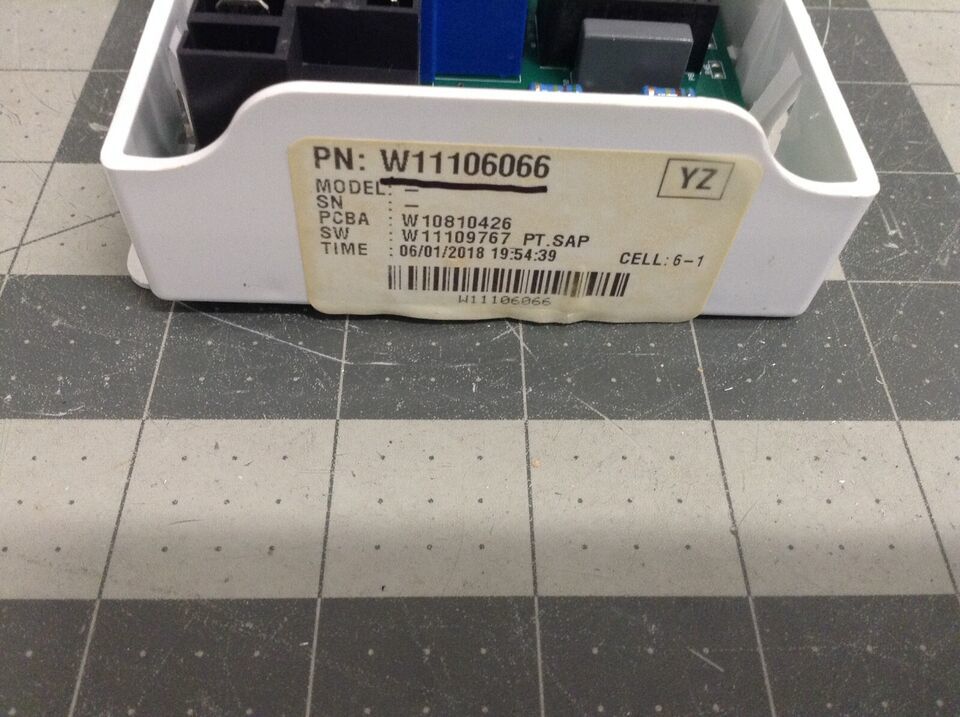 PN: W11106066
YZ
MODEL: –
SN : –
PCBA : W10810426
SW : W11109767 PT.SAP
TIME : 06/01/2018 19:54:39
CELL: 6-1
W11106066